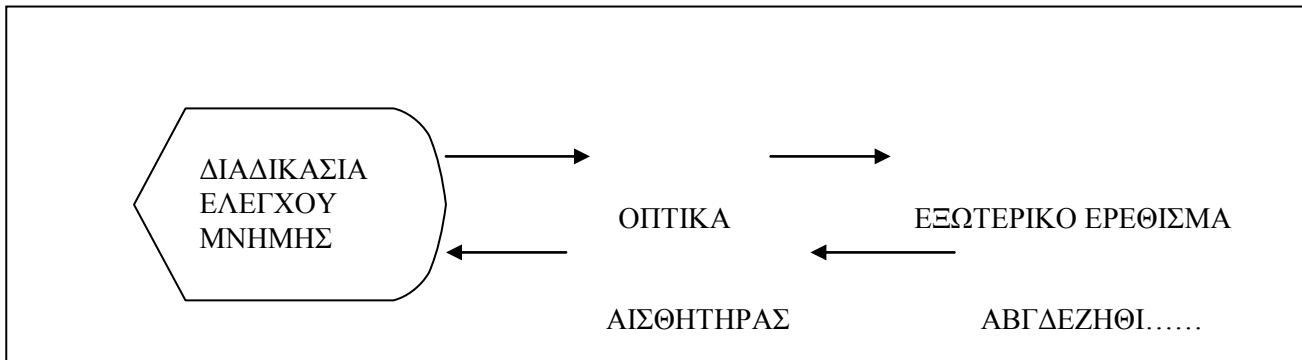 ΔΙΑΔΙΚΑΣΙΑ
ΕΛΕΓΧΟΥ
ΜΝΗΜΗΣ
ΟΠΤΙΚΑ
ΕΞΩΤΕΡΙΚΟ ΕΡΕΘΙΣΜΑ
ΑΙΣΘΗΤΗΡΑΣ
ΑΒΓΔΕΖΗΘΙ……